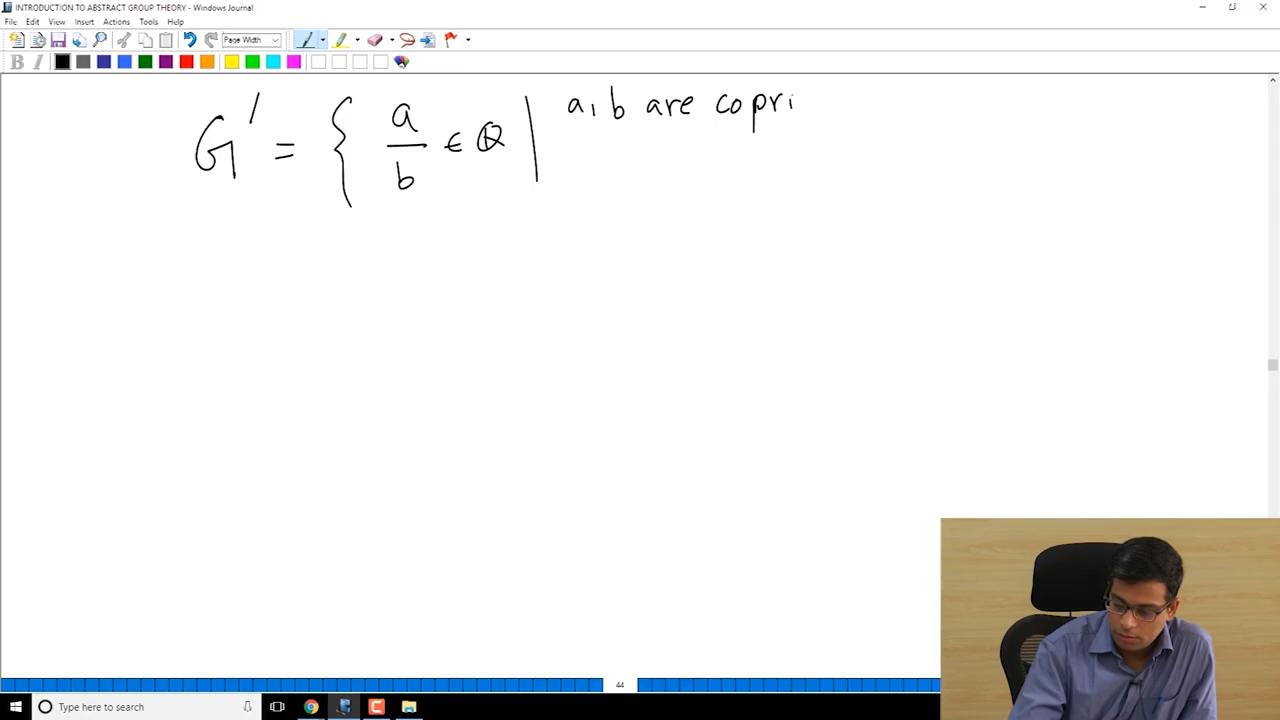 INTRODUCTION TO ABSTRACT GROUP THEORY - Windows Journal
File Edit View Insert Actions Tools Help
Page Width
B I
G' = { a/b ∈ ℚ | a, b are copri
44
Type here to search